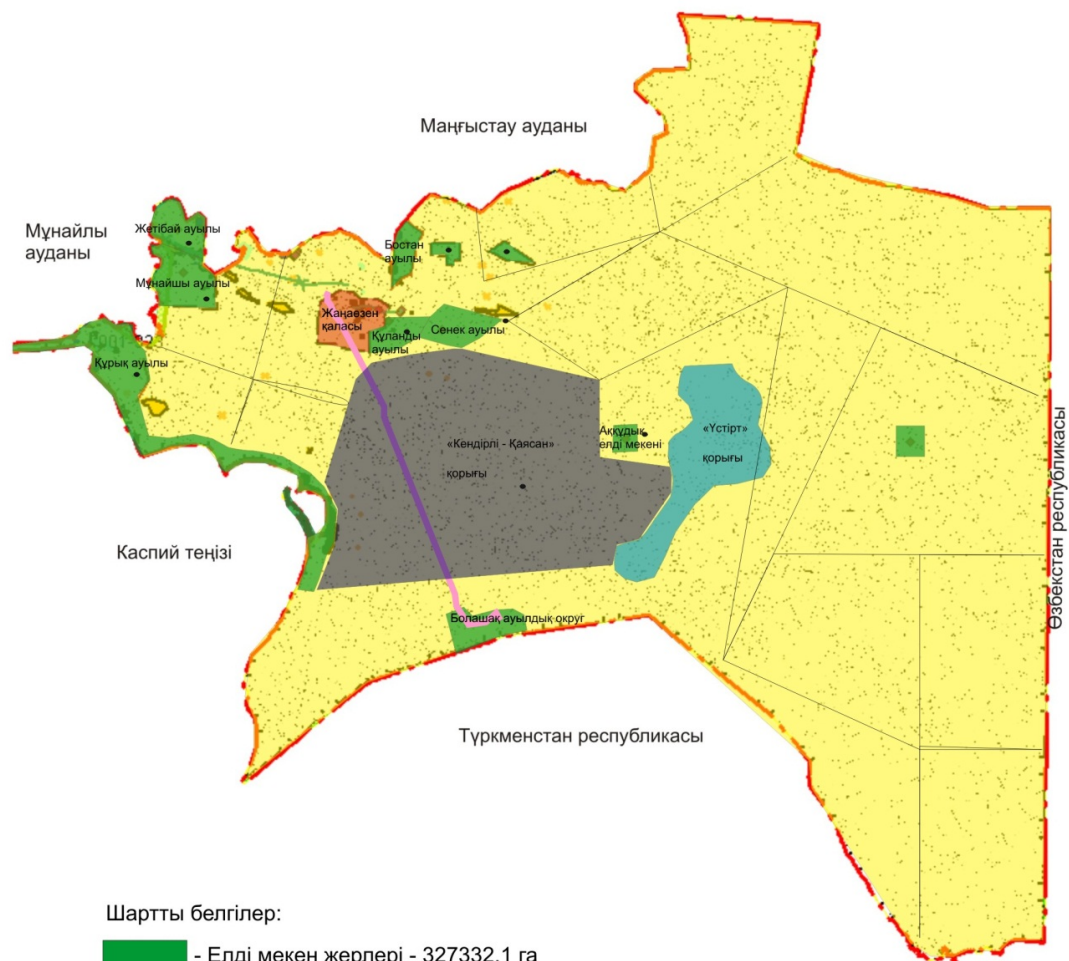 Маңғыстау ауданы
Мұнайлы
ауданы
Жетібай ауылы
Бостан
ауылы
Мұнайшы ауылы
Жаңаөзен
қаласы
Құланды
ауылы
Сенек ауылы
Құрық ауылы
«Кендірлі - Қаясан»
қорығы
Аққұдық
елді мекені
«Үстірт»
қорығы
Каспий теңізі
Өзбекстан республикасы
Болашақ ауылдық округ
Түркменстан республикасы
Шартты белгілер:
- Елді мекен жерлері - 327332,1 га